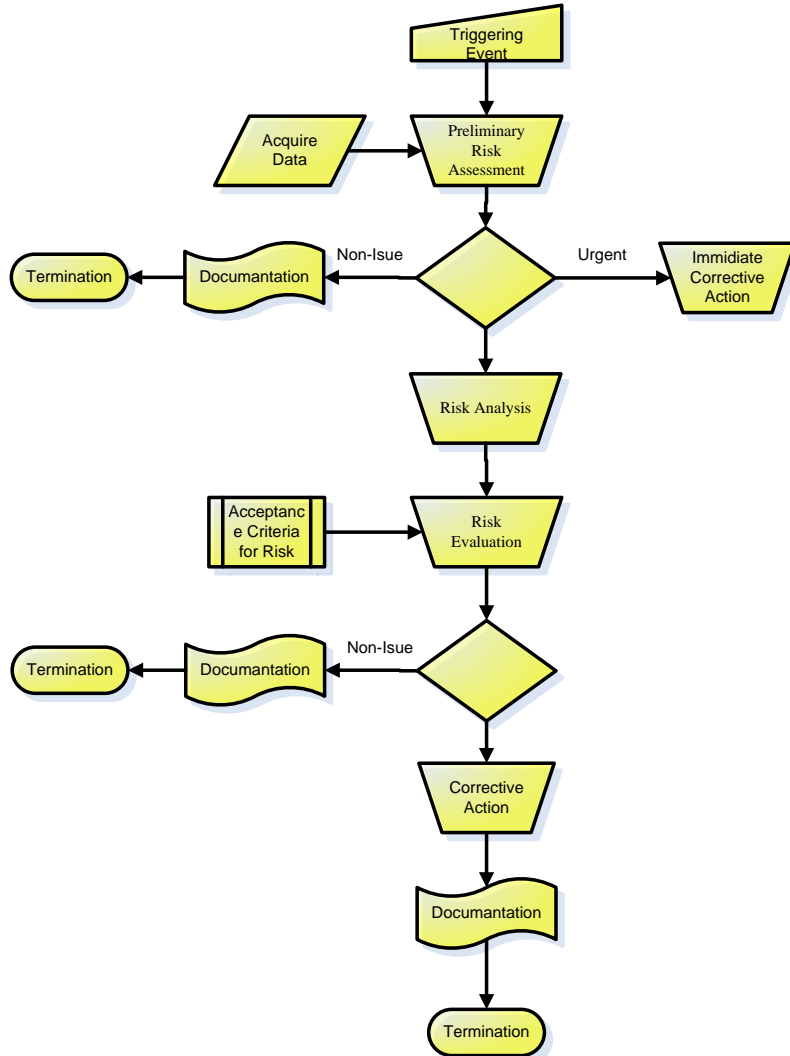 Triggering
Event
Acquire
Data
Preliminary
Risk
Assessment
Termination
Documantation
Non-Isue
Urgent
Immidiate
Corrective
Action
Risk Analysis
Acceptanc
e Criteria
for Risk
Risk
Evaluation
Termination
Documantation
Non-Isue
Corrective
Action
Documantation
Termination